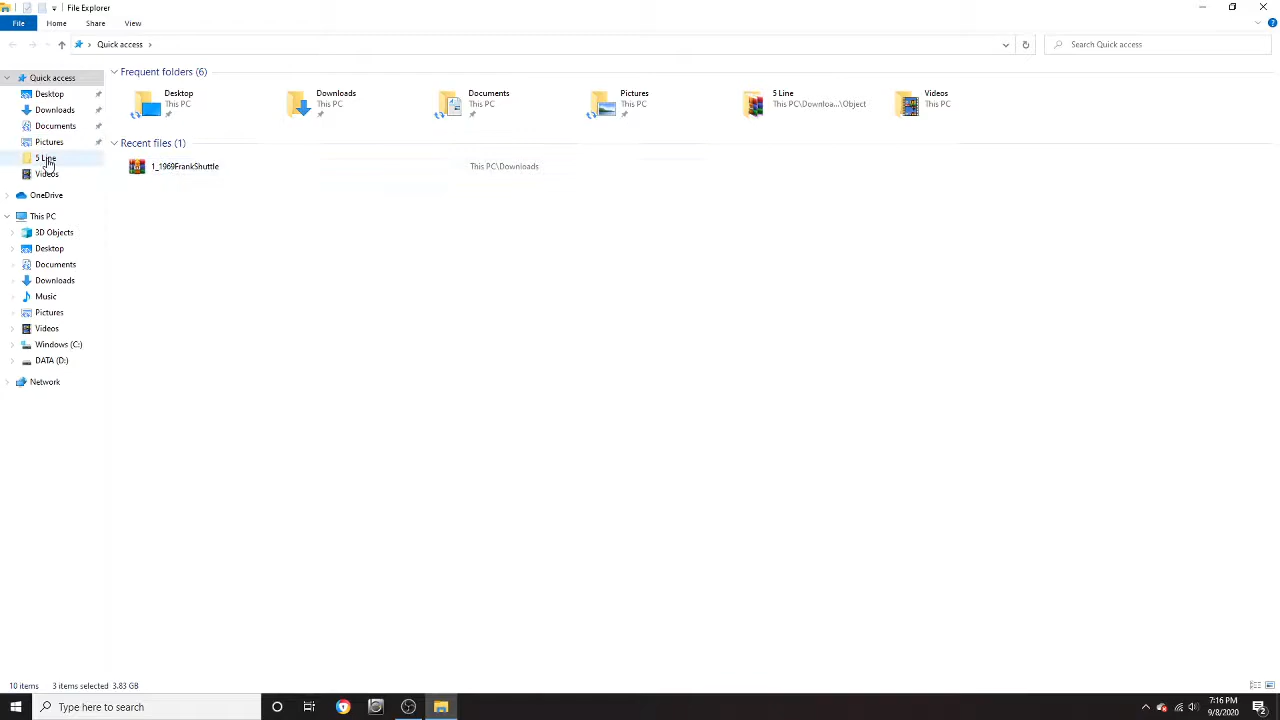 File Explorer
File
Home
Share
View
Quick access
Search Quick access
Quick access
Desktop
Downloads
Documents
Pictures
5 Line
Videos
OneDrive
This PC
3D Objects
Desktop
Documents
Downloads
Music
Pictures
Videos
Windows (C:)
DATA (D:)
Network
Frequent folders (6)
Desktop
This PC
Downloads
This PC
Documents
This PC
Pictures
This PC
5 Line
This PC\Downloa...\Object
Videos
This PC
Recent files (1)
1_1969FrankShuttle
This PC\Downloads
10 items
3 items selected 3.83 GB
Type here to search
7:16 PM
9/8/2020
2